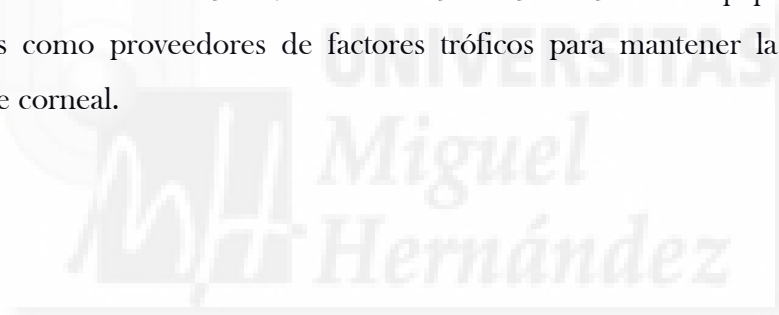 s como proveedores de factores tróficos para mantener la
e corneal.
UNIVERSITAS
Miguel
Hernández